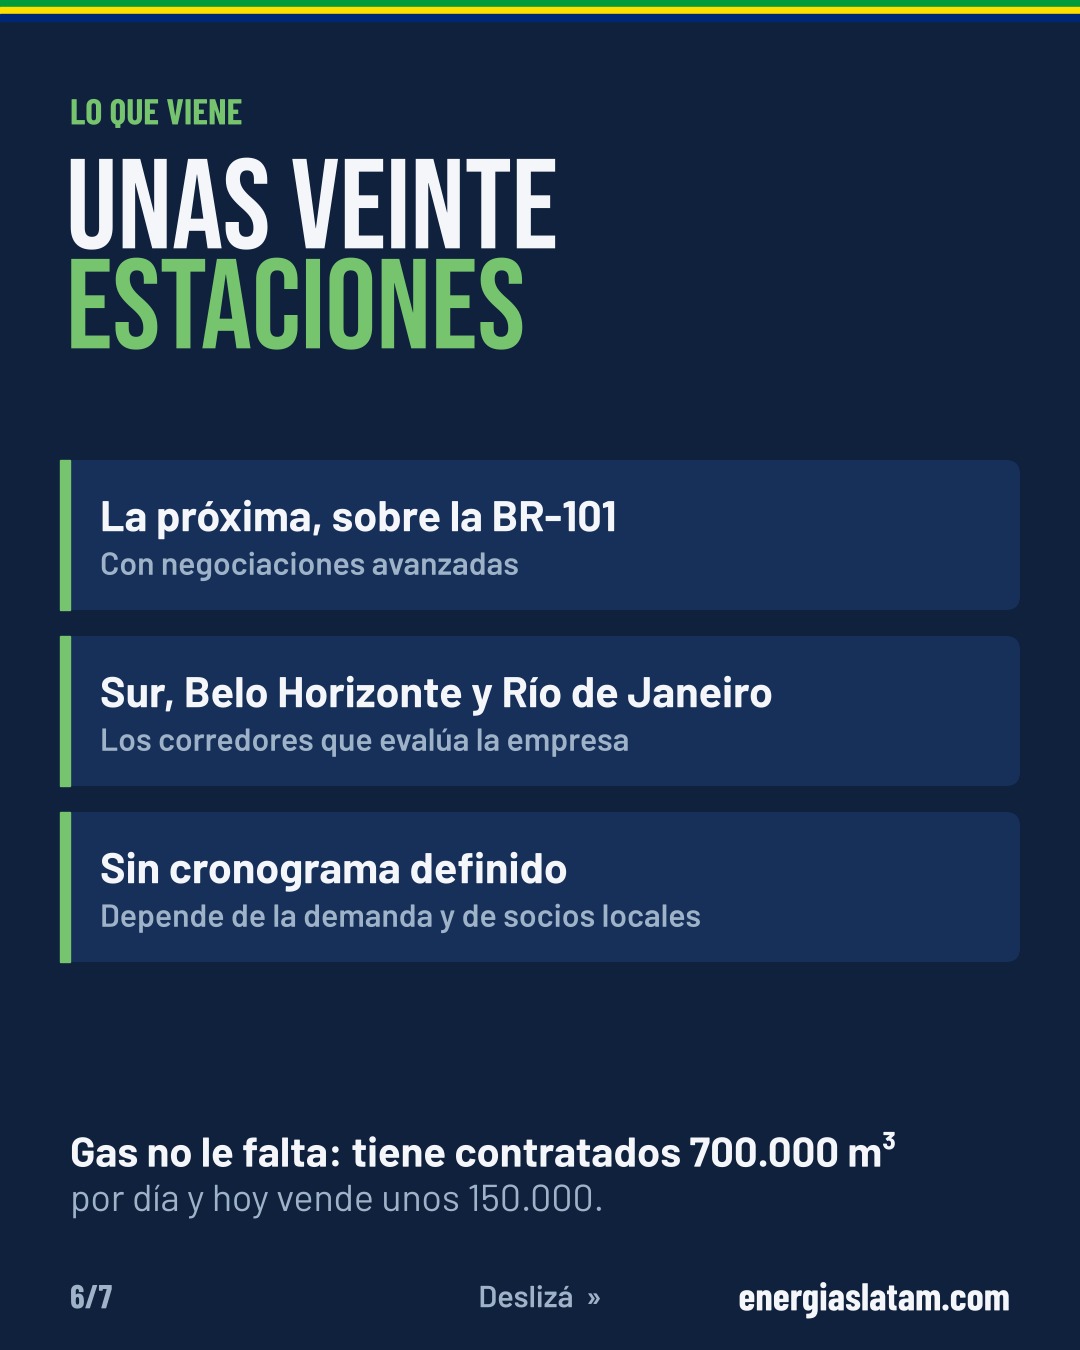 LO QUE VIENE
UNAS VEINTE
ESTACIONES
La próxima, sobre la BR-101
Con negociaciones avanzadas
Sur, Belo Horizonte y Río de Janeiro
Los corredores que evalúa la empresa
Sin cronograma definido
Depende de la demanda y de socios locales
Gas no le falta: tiene contratados 700.000 m³
por día y hoy vende unos 150.000.
6/7
Deslizá »
energiaslatam.com